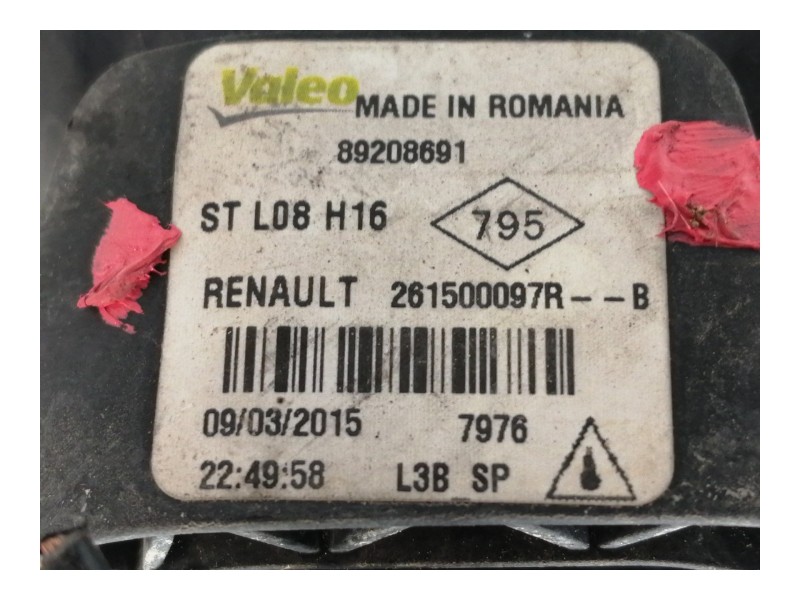 Valeo MADE IN ROMANIA
89208691
ST L08 H16 795
RENAULT 261500097R--B
09/03/2015 7976
22:49:58 L3B SP